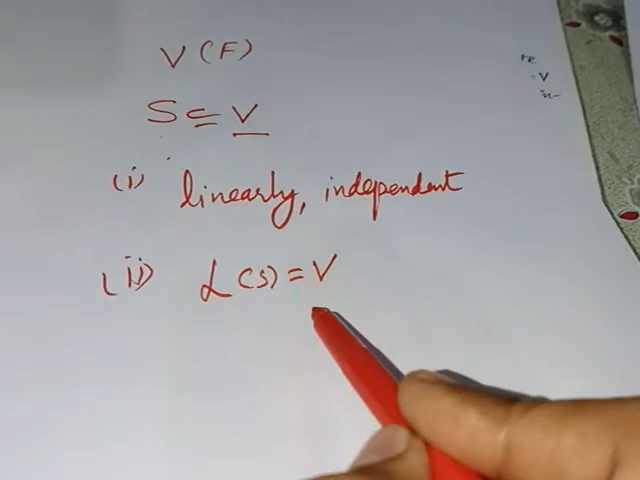 V (F)
S ⊆ V
(i) linearly, independent
(ii) L(S) = V